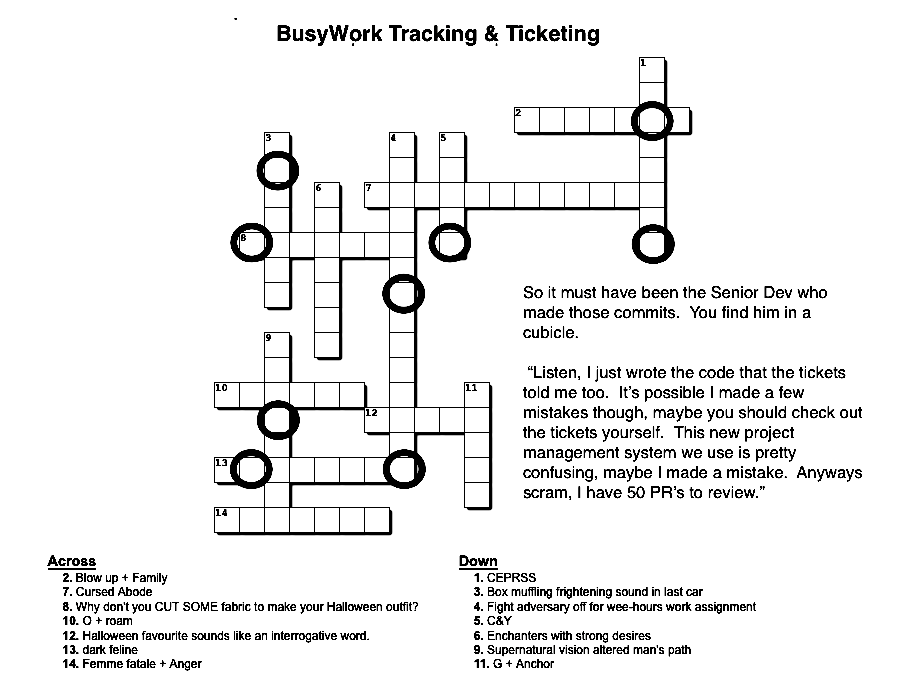 BusyWork Tracking & Ticketing
1
2
3
4
5
6
7
8
So it must have been the Senior Dev who
made those commits. You find him in a
cubicle.
9
“Listen, I just wrote the code that the tickets
told me too. It’s possible I made a few
mistakes though, maybe you should check out
the tickets yourself. This new project
management system we use is pretty
confusing, maybe I made a mistake. Anyways
scram, I have 50 PR’s to review.”
10
11
12
13
14
Across
2. Blow up + Family
7. Cursed Abode
8. Why don't you CUT SOME fabric to make your Halloween outfit?
10. O + roam
12. Halloween favourite sounds like an interrogative word.
13. dark feline
14. Femme fatale + Anger
Down
1. CEPRSS
3. Box muffling frightening sound in last car
4. Fight adversary off for wee-hours work assignment
5. C&Y
6. Enchanters with strong desires
9. Supernatural vision altered man's path
11. G + Anchor